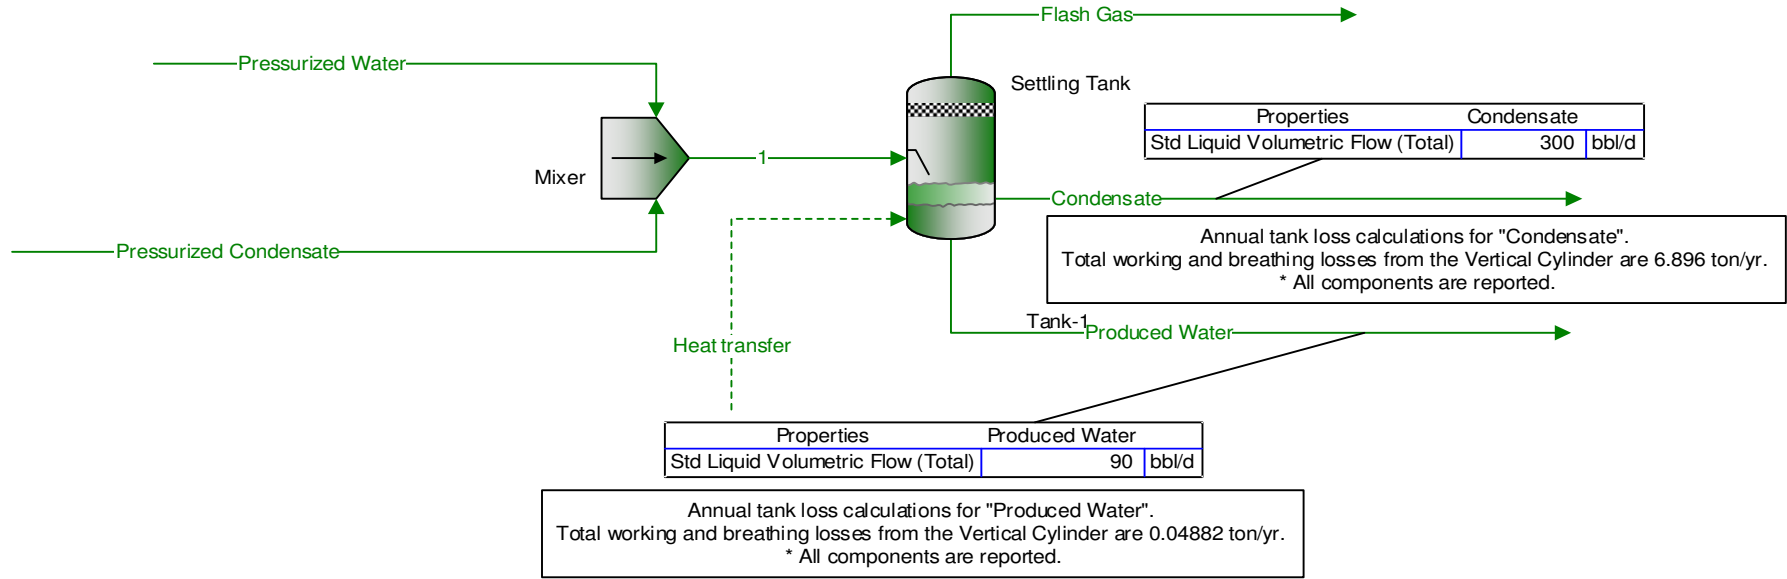 Flash Gas
Pressurized Water
Settling Tank
Properties Condensate
Std Liquid Volumetric Flow (Total) 300 bbl/d
1
Mixer
Condensate
Annual tank loss calculations for "Condensate".
Total working and breathing losses from the Vertical Cylinder are 6.896 ton/yr.
* All components are reported.
Pressurized Condensate
Tank-1
Produced Water
Heat transfer
Properties Produced Water
Std Liquid Volumetric Flow (Total) 90 bbl/d
Annual tank loss calculations for "Produced Water".
Total working and breathing losses from the Vertical Cylinder are 0.04882 ton/yr.
* All components are reported.